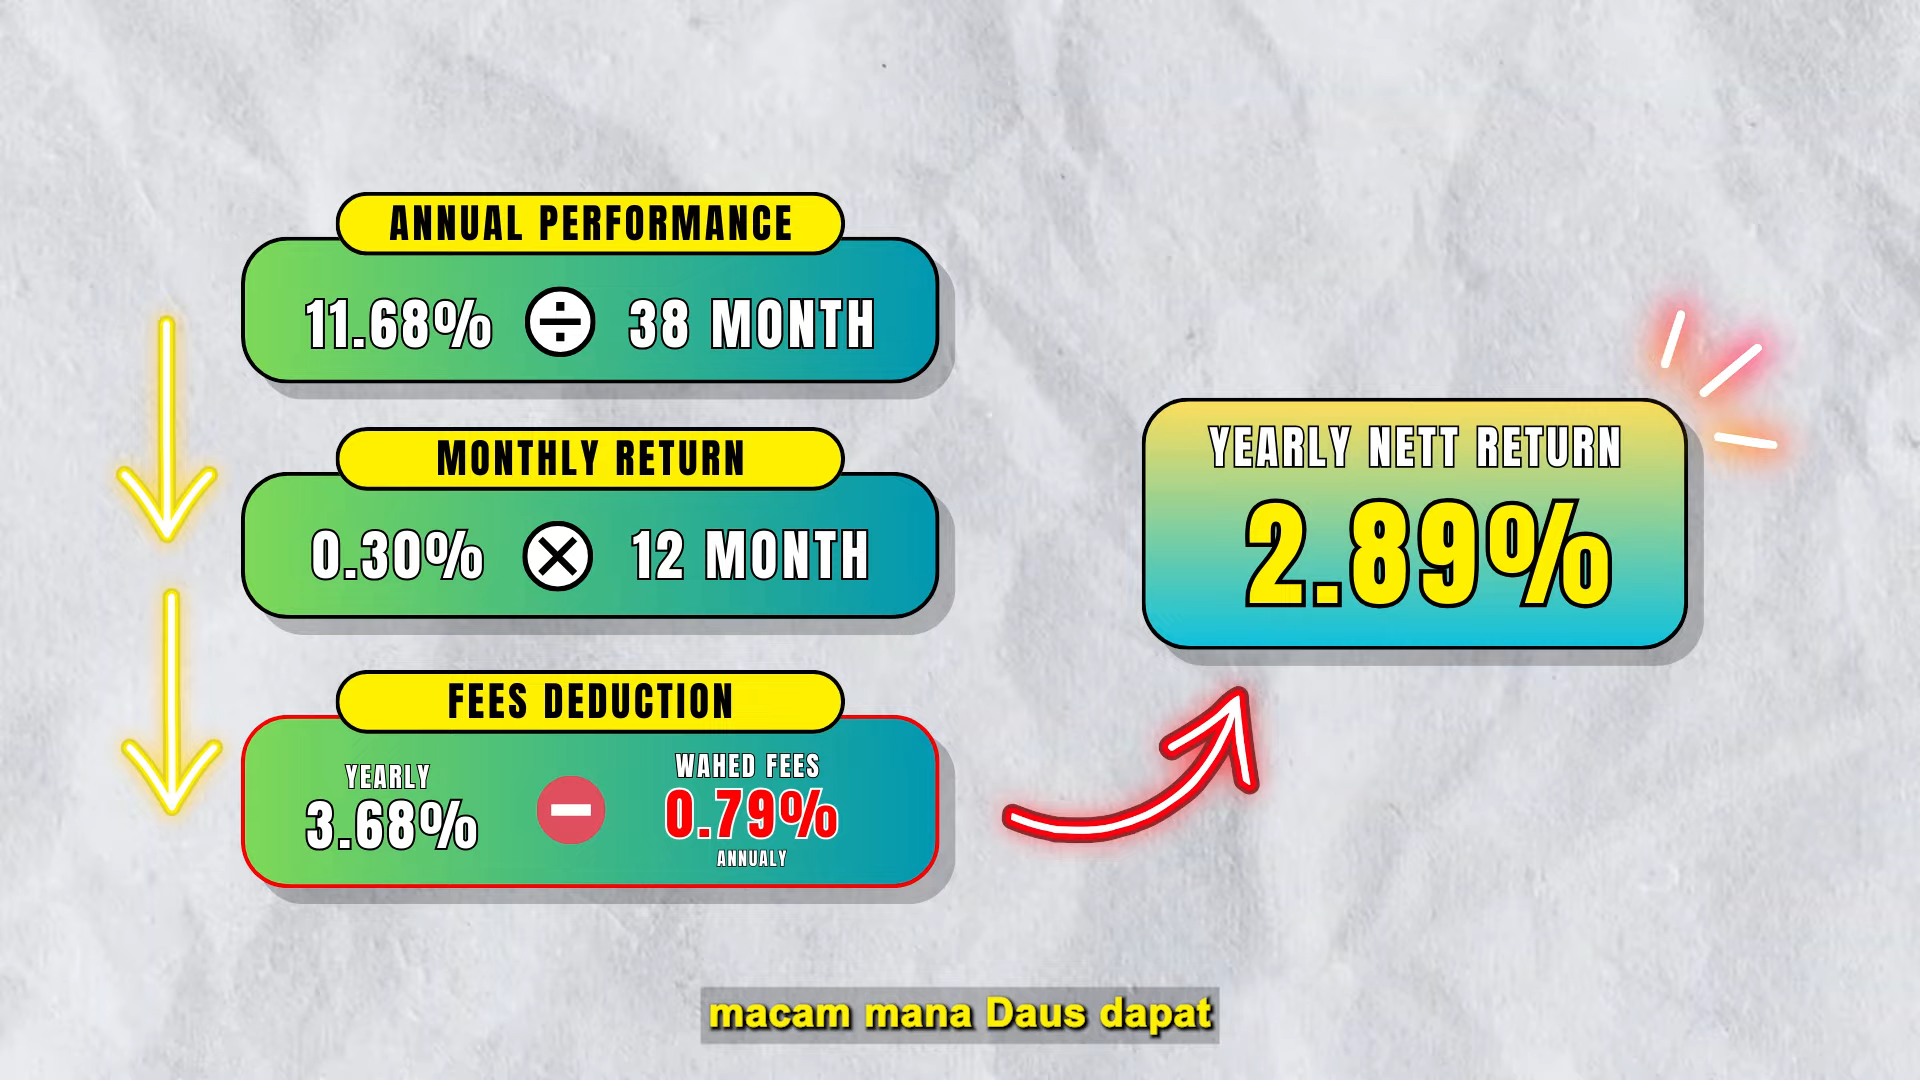 ANNUAL PERFORMANCE
11.68% ÷ 38 MONTH
MONTHLY RETURN
0.30% × 12 MONTH
FEES DEDUCTION
YEARLY
3.68%
WAHED FEES
0.79%
ANNUALY
YEARLY NETT RETURN
2.89%
macam mana Daus dapat